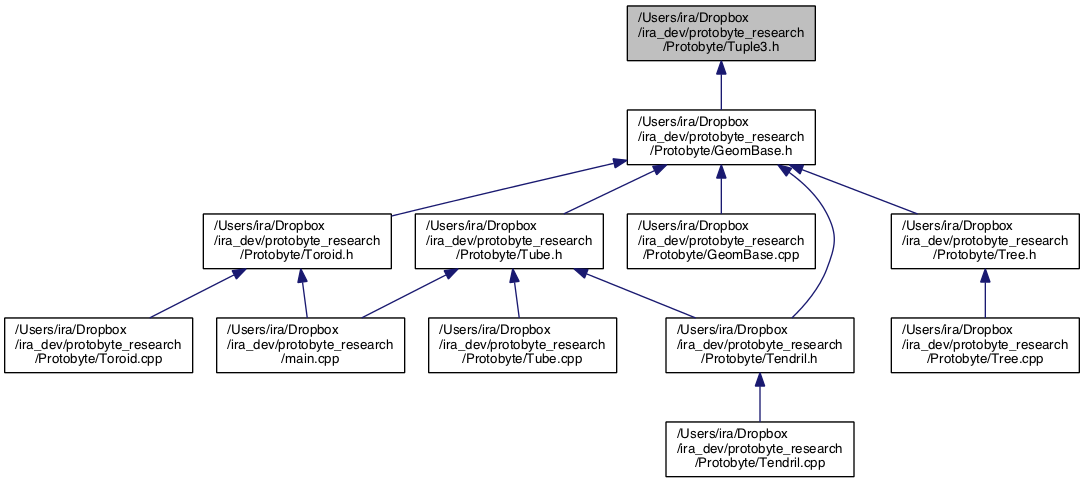 /Users/ira/Dropbox
/ira_dev/protobyte_research
/Protobyte/Tuple3.h
/Users/ira/Dropbox
/ira_dev/protobyte_research
/Protobyte/GeomBase.h
/Users/ira/Dropbox
/ira_dev/protobyte_research
/Protobyte/Toroid.h
/Users/ira/Dropbox
/ira_dev/protobyte_research
/Protobyte/Tube.h
/Users/ira/Dropbox
/ira_dev/protobyte_research
/Protobyte/GeomBase.cpp
/Users/ira/Dropbox
/ira_dev/protobyte_research
/Protobyte/Tree.h
/Users/ira/Dropbox
/ira_dev/protobyte_research
/Protobyte/Toroid.cpp
/Users/ira/Dropbox
/ira_dev/protobyte_research
/main.cpp
/Users/ira/Dropbox
/ira_dev/protobyte_research
/Protobyte/Tube.cpp
/Users/ira/Dropbox
/ira_dev/protobyte_research
/Protobyte/Tendril.h
/Users/ira/Dropbox
/ira_dev/protobyte_research
/Protobyte/Tree.cpp
/Users/ira/Dropbox
/ira_dev/protobyte_research
/Protobyte/Tendril.cpp